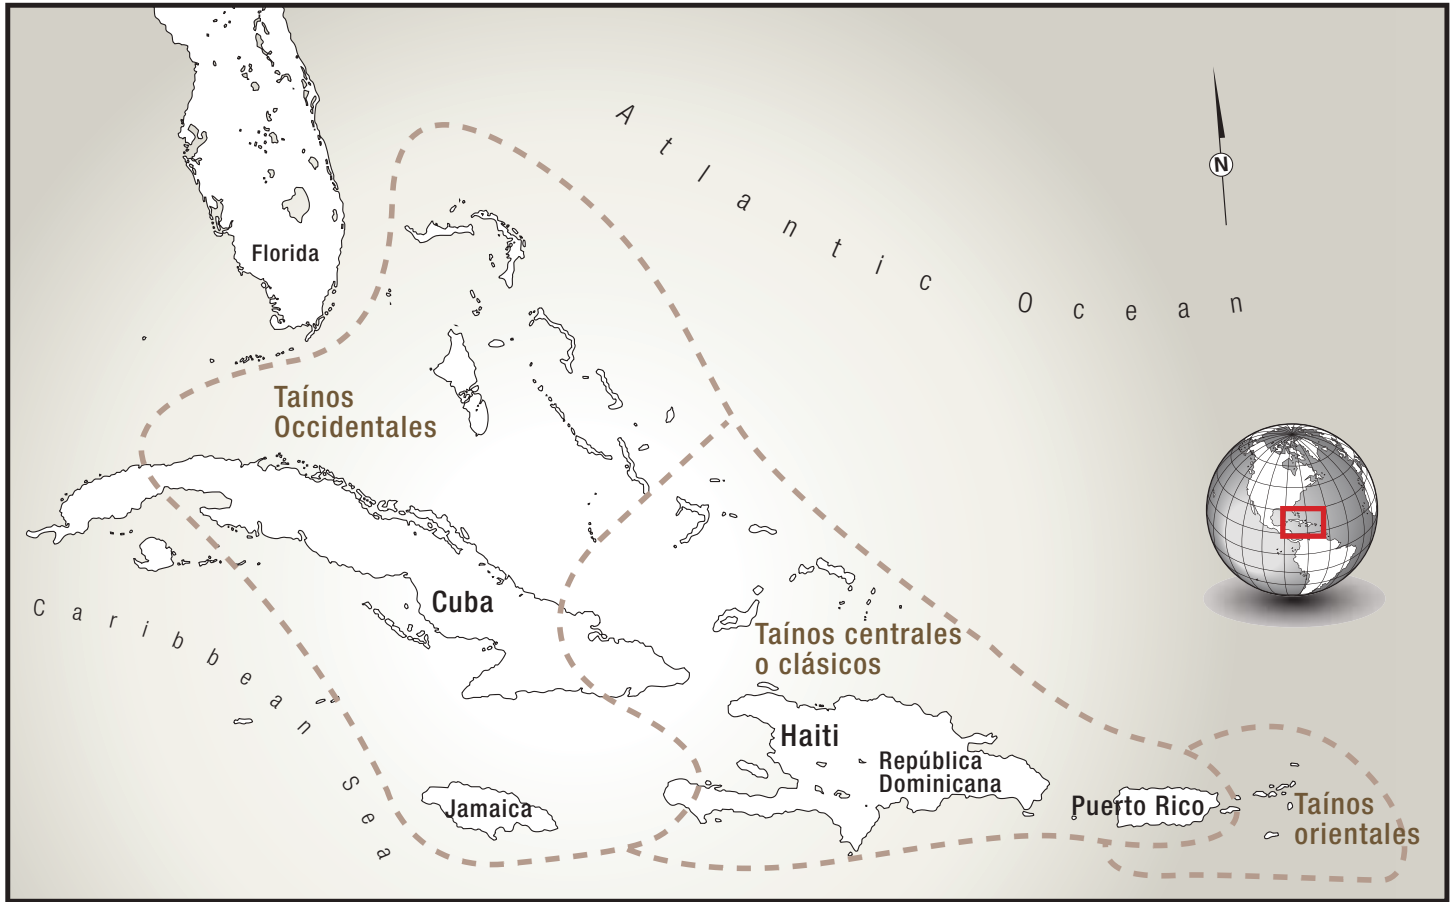 Atlantic Ocean
N
Florida
Taínos
Occidentales
Cuba
Caribbean Sea
Taínos centrales
o clásicos
Haiti
República
Dominicana
Jamaica
Puerto Rico
Taínos
orientales